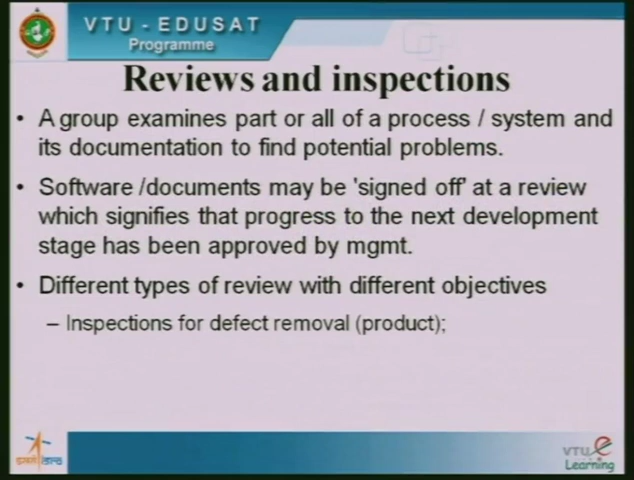 VTU - EDUSAT
Programme
Reviews and inspections
• A group examines part or all of a process / system and
its documentation to find potential problems.
• Software /documents may be 'signed off' at a review
which signifies that progress to the next development
stage has been approved by mgmt.
• Different types of review with different objectives
– Inspections for defect removal (product);
VTU e
Learning